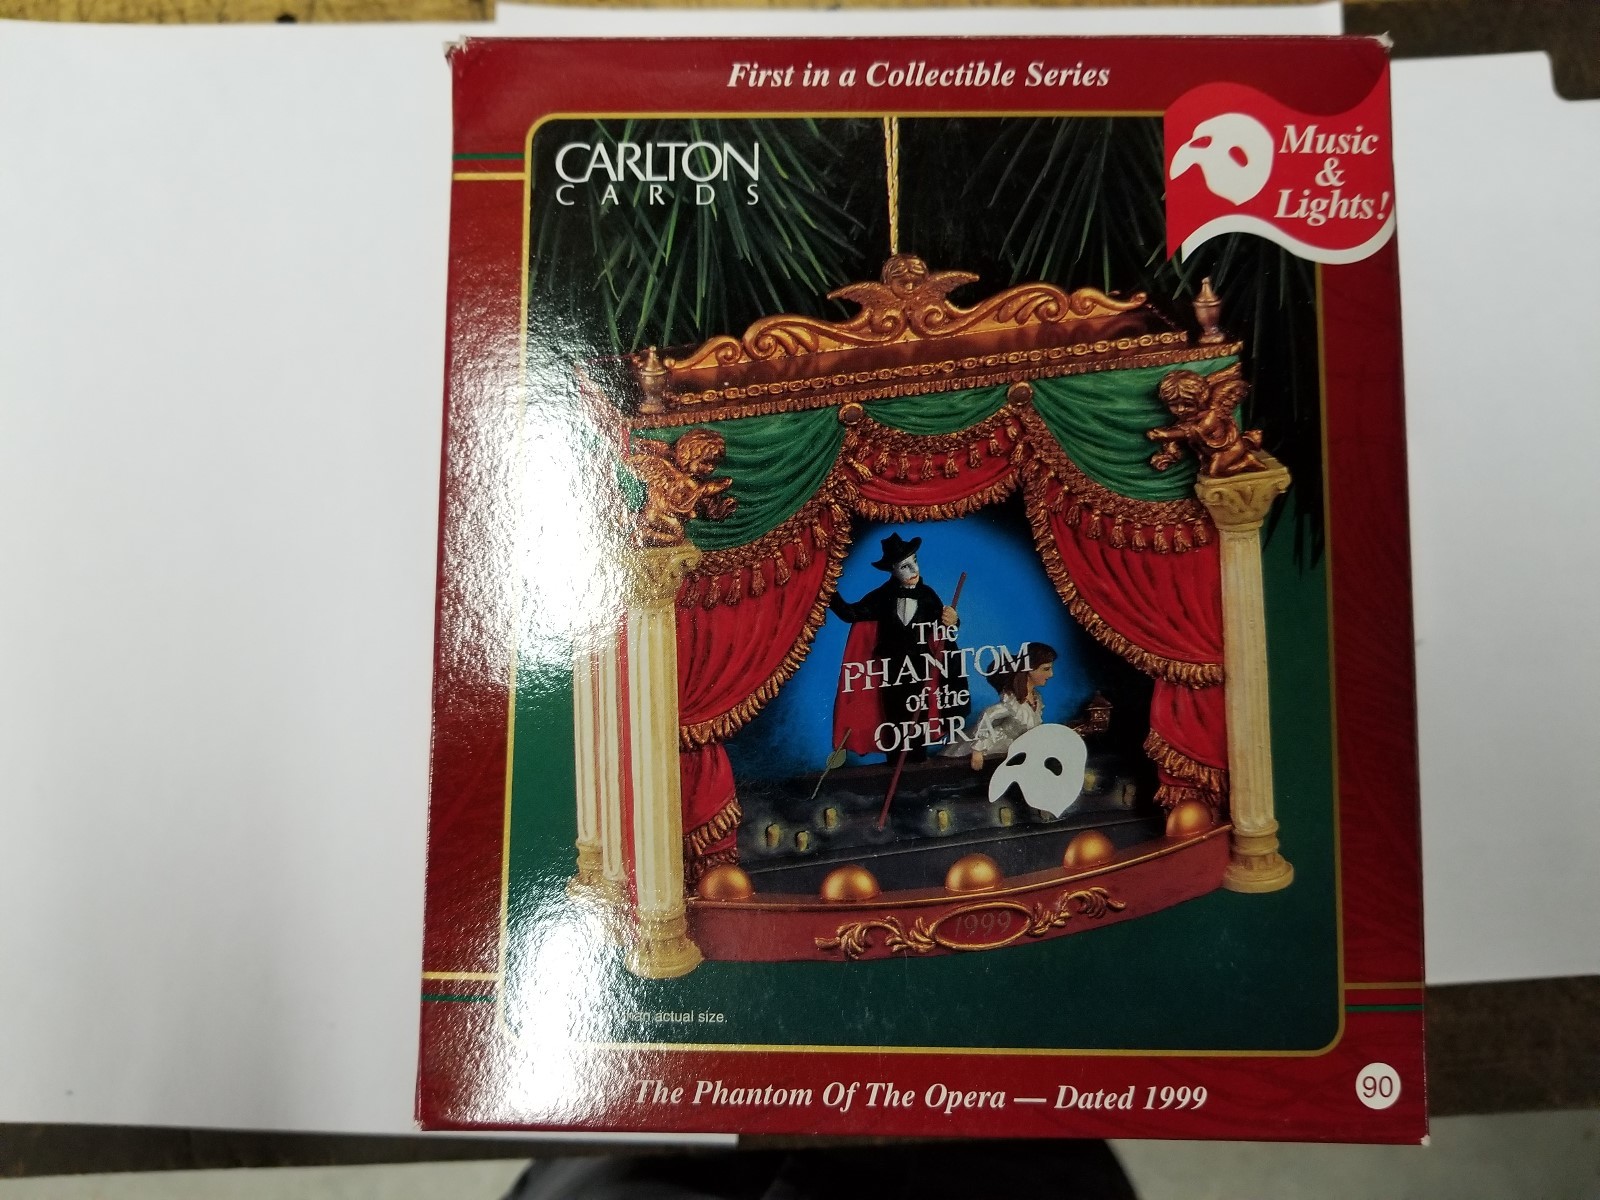 First in a Collectible Series
CARLTON
CARDS
Music
&
Lights!
The
PHANTOM
of the
OPERA
1999
actual size.
The Phantom Of The Opera — Dated 1999
90